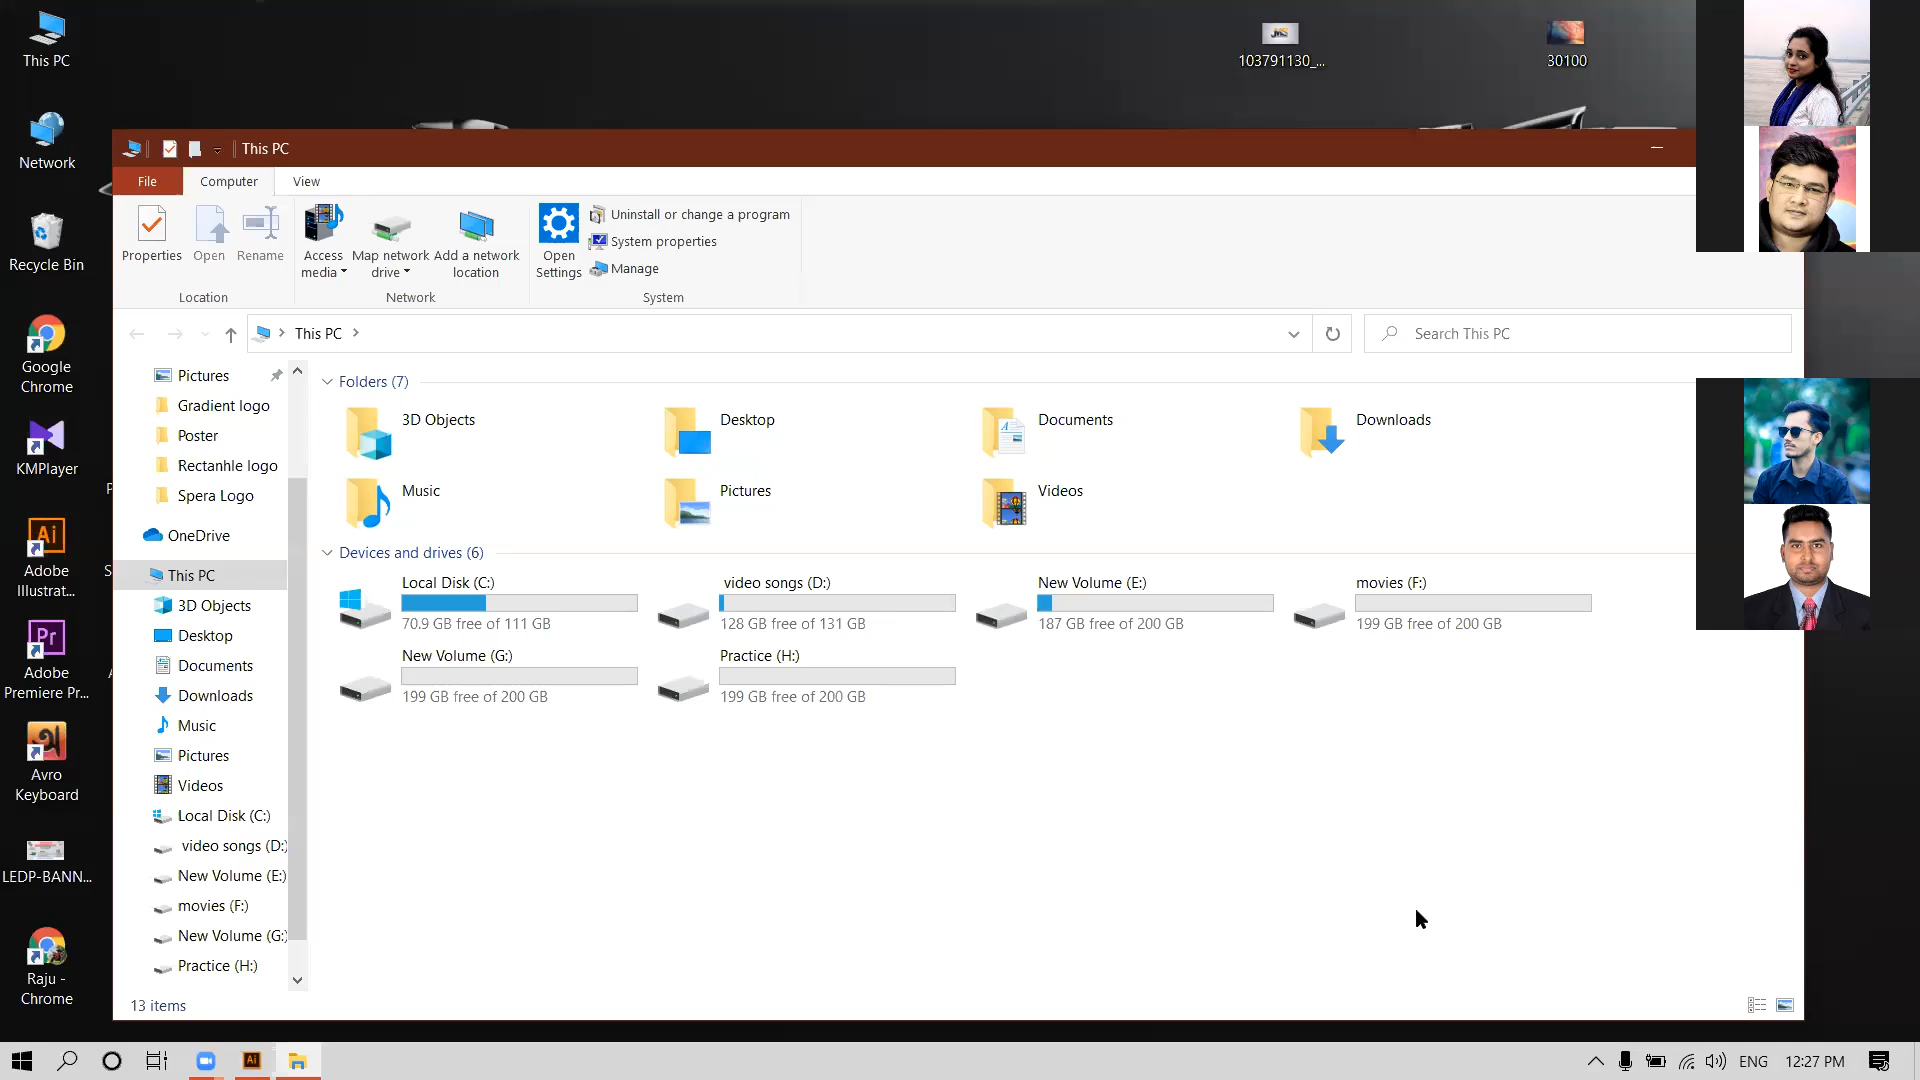 This PC
Network
Recycle Bin
Google
Chrome
KMPlayer
Ai
Adobe
Illustrat...
Pr
Adobe
Premiere Pr...
Avro
Keyboard
LEDP-BANN...
Raju -
Chrome
103791130_...
30100
This PC
File
Computer
View
Properties
Open
Rename
Access
media
Map network
drive
Add a network
location
Open
Settings
Uninstall or change a program
System properties
Manage
Location
Network
System
This PC
Search This PC
Pictures
Gradient logo
Poster
Rectanhle logo
Spera Logo
OneDrive
This PC
3D Objects
Desktop
Documents
Downloads
Music
Pictures
Videos
Local Disk (C:)
video songs (D:)
New Volume (E:)
movies (F:)
New Volume (G:)
Practice (H:)
Folders (7)
3D Objects
Desktop
Documents
Downloads
Music
Pictures
Videos
Devices and drives (6)
Local Disk (C:)
70.9 GB free of 111 GB
video songs (D:)
128 GB free of 131 GB
New Volume (E:)
187 GB free of 200 GB
movies (F:)
199 GB free of 200 GB
New Volume (G:)
199 GB free of 200 GB
Practice (H:)
199 GB free of 200 GB
13 items
Ai
ENG
12:27 PM